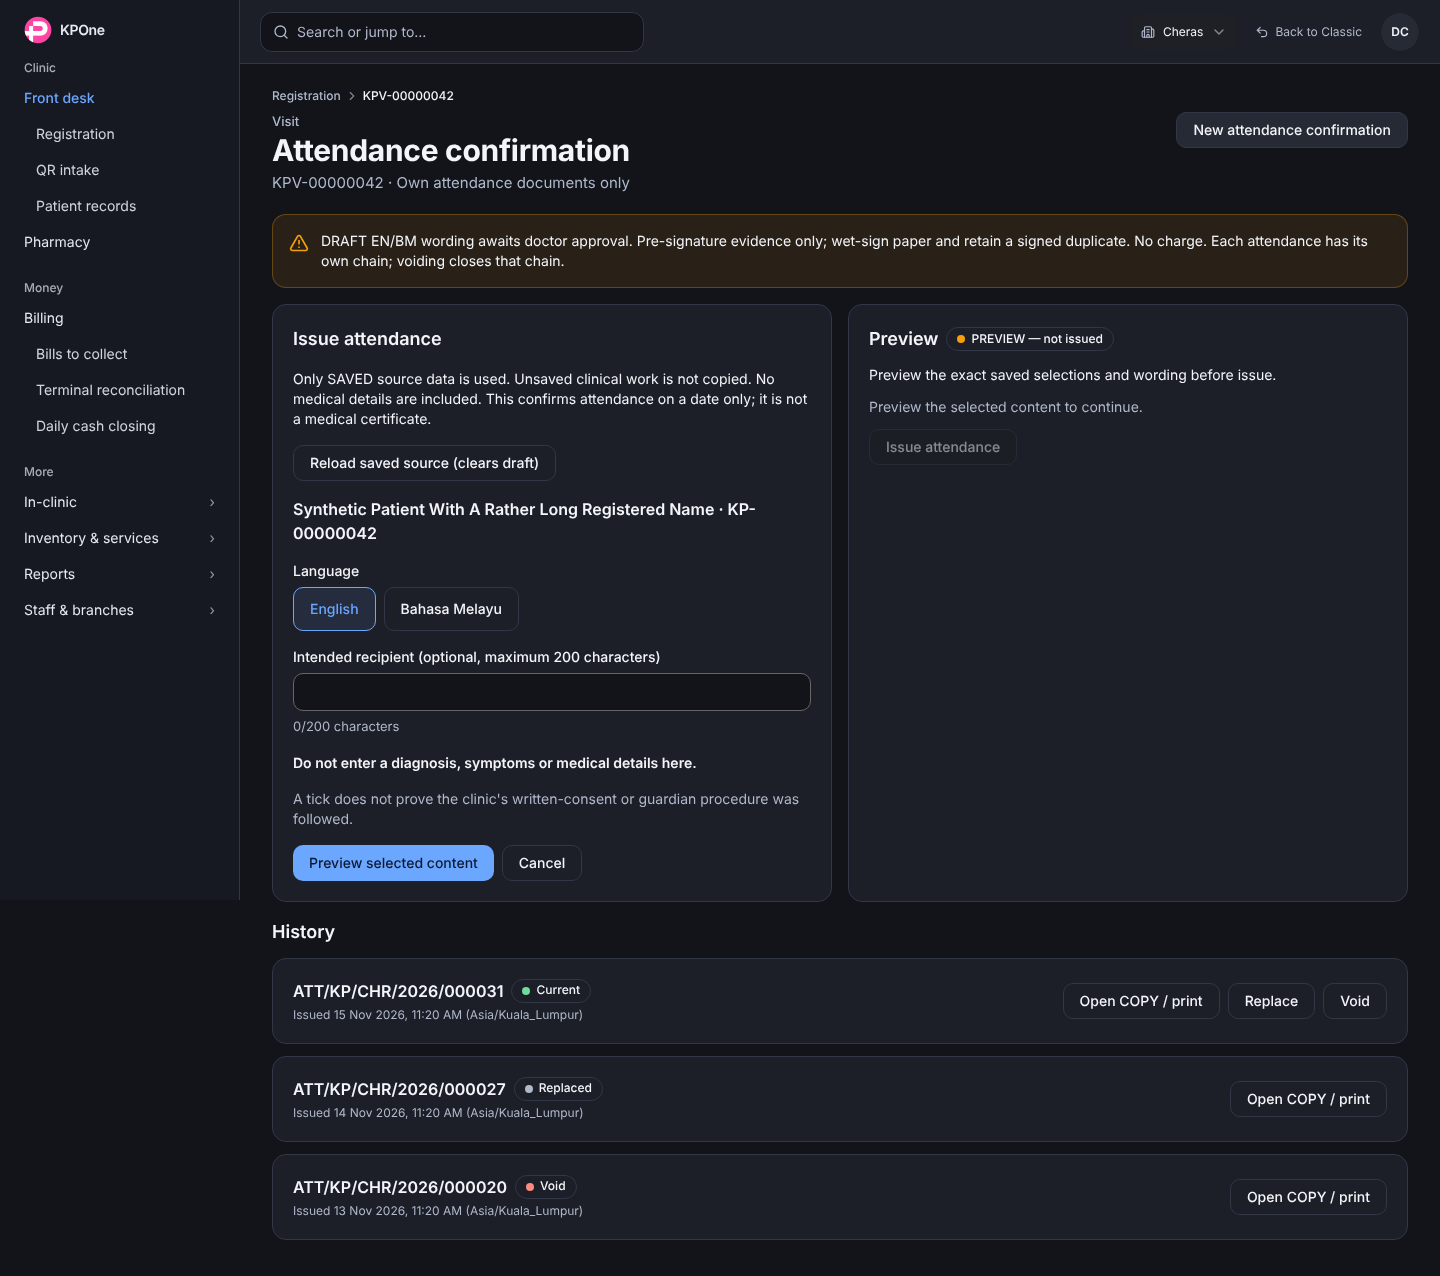 KPOne
Search or jump to...
Cheras
Back to Classic
DC
Clinic
Front desk
Registration
QR intake
Patient records
Pharmacy
Money
Billing
Bills to collect
Terminal reconciliation
Daily cash closing
More
In-clinic
Inventory & services
Reports
Staff & branches
Registration > KPV-00000042
Visit
Attendance confirmation
KPV-00000042 · Own attendance documents only
New attendance confirmation
DRAFT EN/BM wording awaits doctor approval. Pre-signature evidence only; wet-sign paper and retain a signed duplicate. No charge. Each attendance has its
own chain; voiding closes that chain.
Issue attendance
Only SAVED source data is used. Unsaved clinical work is not copied. No
medical details are included. This confirms attendance on a date only; it is not
a medical certificate.
Reload saved source (clears draft)
Synthetic Patient With A Rather Long Registered Name · KP-
00000042
Language
English
Bahasa Melayu
Intended recipient (optional, maximum 200 characters)
0/200 characters
Do not enter a diagnosis, symptoms or medical details here.
A tick does not prove the clinic's written-consent or guardian procedure was
followed.
Preview selected content
Cancel
Preview
PREVIEW — not issued
Preview the exact saved selections and wording before issue.
Preview the selected content to continue.
Issue attendance
History
ATT/KP/CHR/2026/000031
Current
Issued 15 Nov 2026, 11:20 AM (Asia/Kuala_Lumpur)
Open COPY / print
Replace
Void
ATT/KP/CHR/2026/000027
Replaced
Issued 14 Nov 2026, 11:20 AM (Asia/Kuala_Lumpur)
Open COPY / print
ATT/KP/CHR/2026/000020
Void
Issued 13 Nov 2026, 11:20 AM (Asia/Kuala_Lumpur)
Open COPY / print